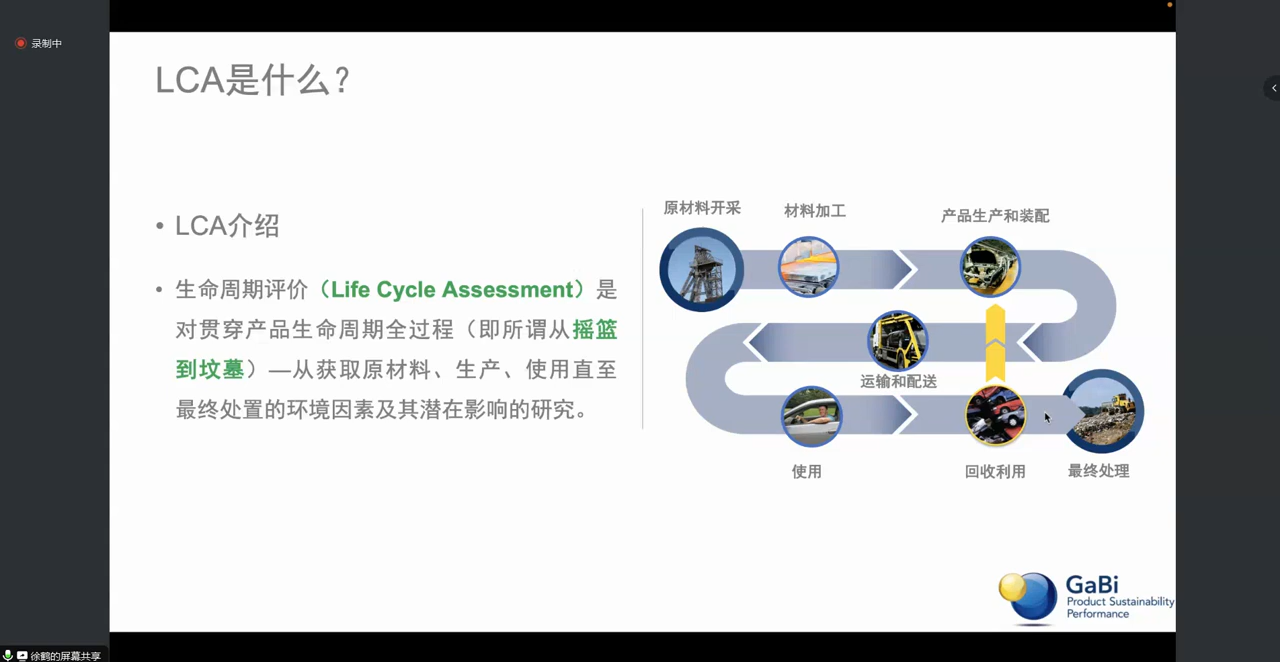 录制中
LCA是什么?
• LCA介绍
• 生命周期评价（Life Cycle Assessment）是
对贯穿产品生命周期全过程（即所谓从摇篮
到坟墓）—从获取原材料、生产、使用直至
最终处置的环境因素及其潜在影响的研究。
原材料开采
材料加工
产品生产和装配
运输和配送
使用
回收利用
最终处理
GaBi
Product Sustainability
Performance
徐鹤的屏幕共享